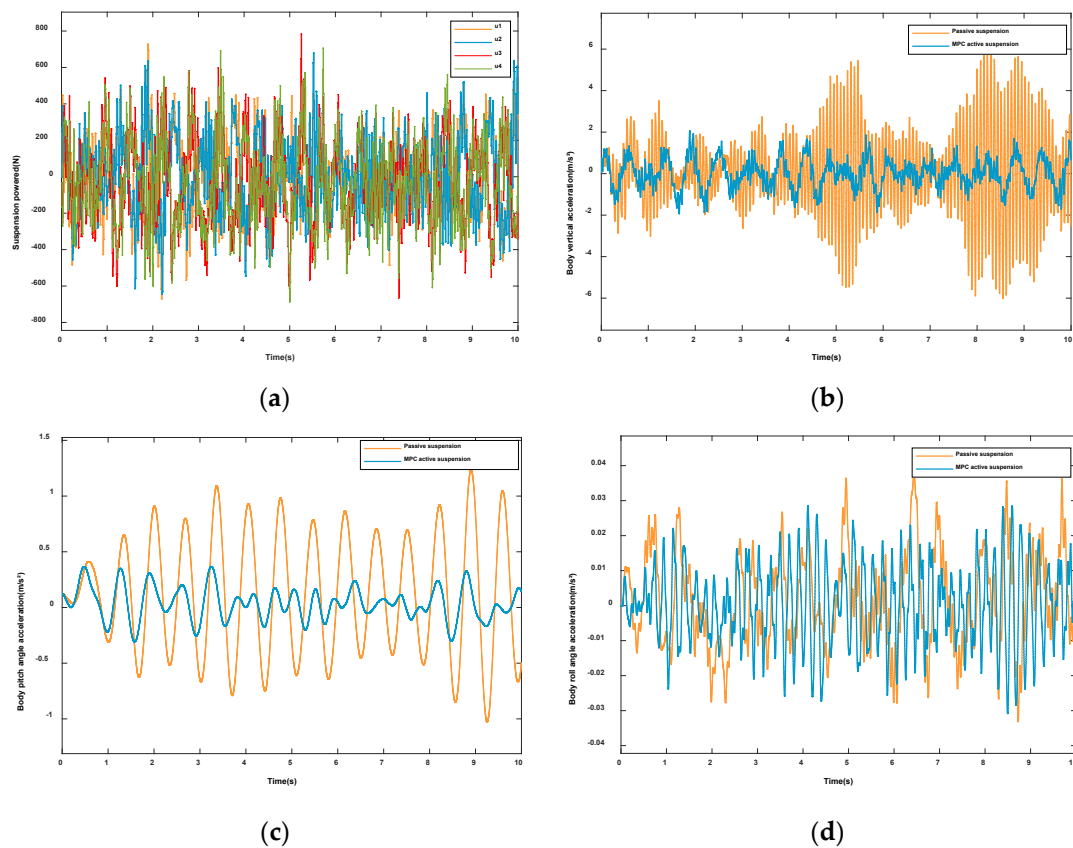 800
600
400
200
0
-200
-400
-600
-800
Suspension powered(N)
u1
u2
u3
u4
0 1 2 3 4 5 6 7 8 9 10
Time(s)
(a)
6
4
2
0
-2
-4
-6
Body vertical acceleration(m/s²)
Passive suspension
MPC active suspension
0 1 2 3 4 5 6 7 8 9 10
Time(s)
(b)
1.5
1
0.5
0
-0.5
-1
Body pitch angle acceleration(m/s²)
Passive suspension
MPC active suspension
0 1 2 3 4 5 6 7 8 9 10
Time(s)
(c)
0.04
0.03
0.02
0.01
0
-0.01
-0.02
-0.03
-0.04
Body roll angle acceleration(m/s²)
Passive suspension
MPC active suspension
0 1 2 3 4 5 6 7 8 9 1
Time(s)
(d)